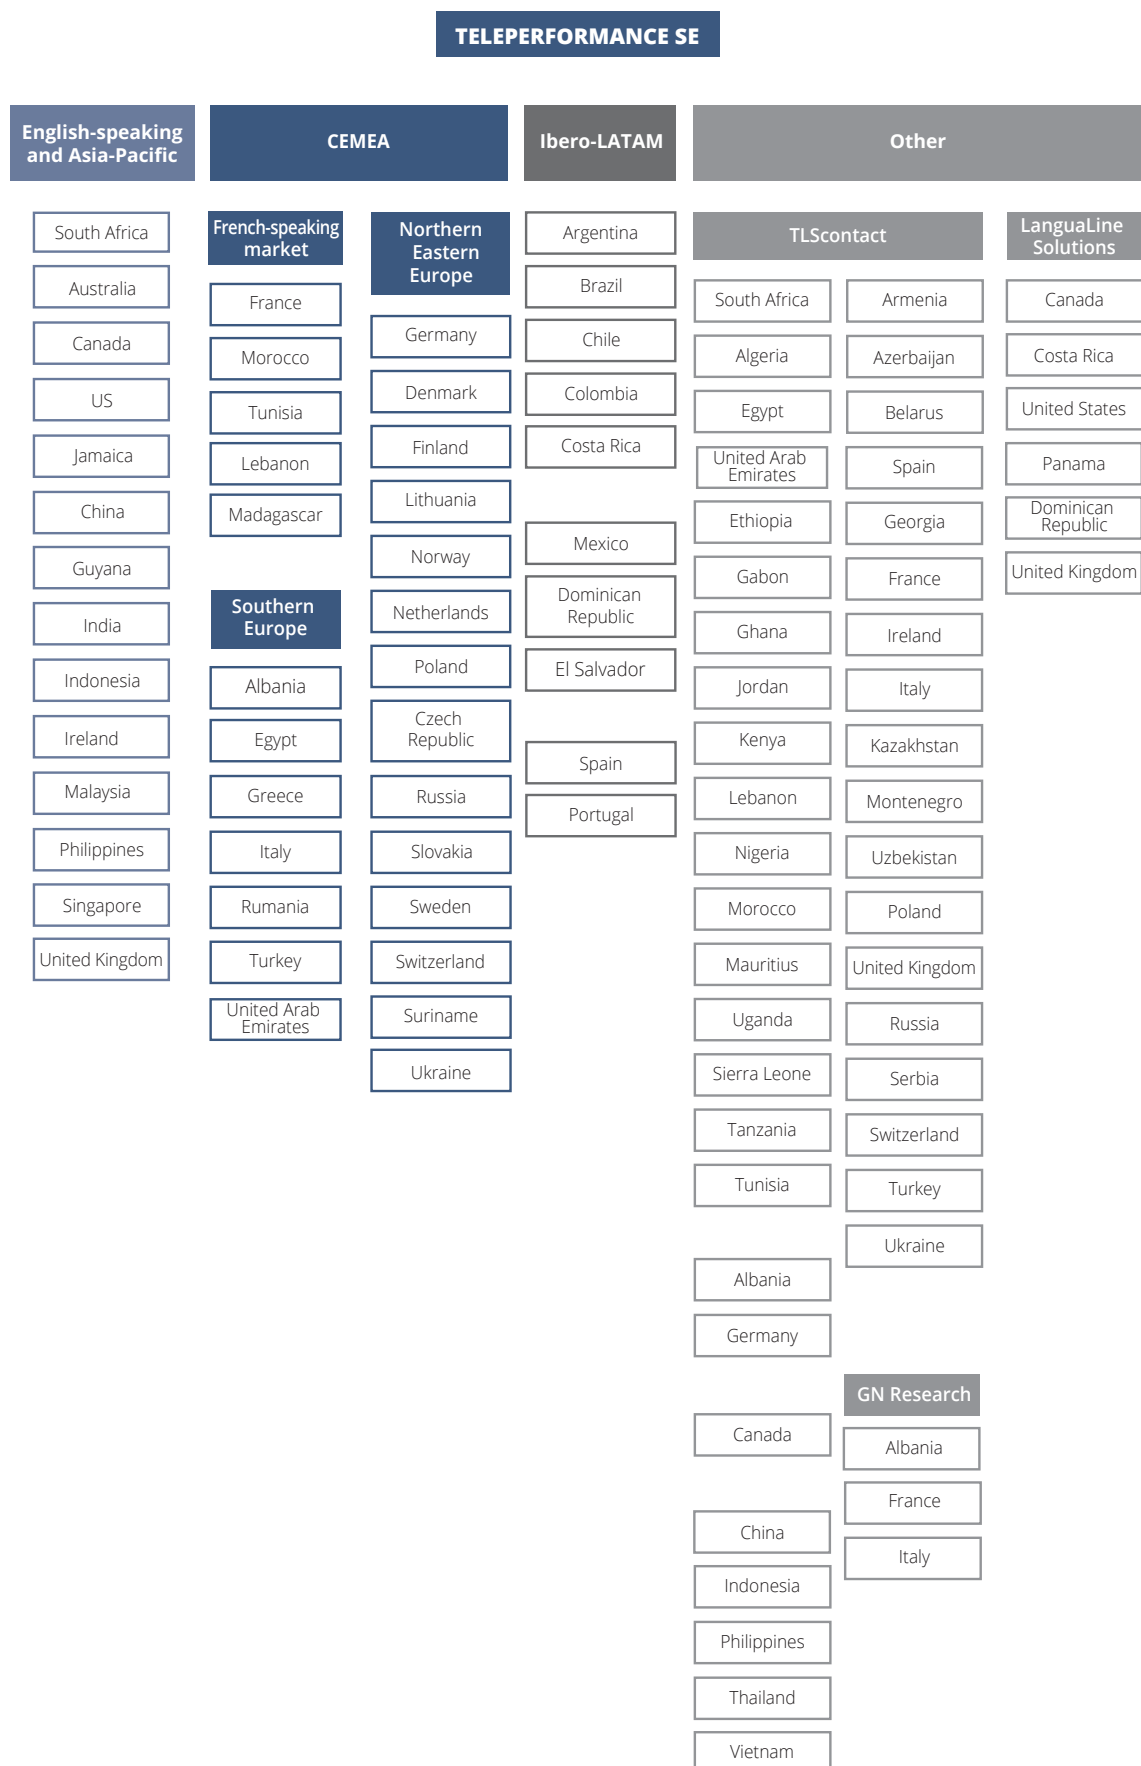 TELEPERFORMANCE SE
English-speaking
and Asia-Pacific
South Africa
Australia
Canada
US
Jamaica
China
Guyana
India
Indonesia
Ireland
Malaysia
Philippines
Singapore
United Kingdom
CEMEA
French-speaking
market
France
Morocco
Tunisia
Lebanon
Madagascar
Southern
Europe
Albania
Egypt
Greece
Italy
Rumania
Turkey
United Arab
Emirates
Northern
Eastern
Europe
Germany
Denmark
Finland
Lithuania
Norway
Netherlands
Poland
Czech
Republic
Russia
Slovakia
Sweden
Switzerland
Suriname
Ukraine
Ibero-LATAM
Argentina
Brazil
Chile
Colombia
Costa Rica
Mexico
Dominican
Republic
El Salvador
Spain
Portugal
Other
TLScontact
South Africa
Algeria
Egypt
United Arab
Emirates
Ethiopia
Gabon
Ghana
Jordan
Kenya
Lebanon
Nigeria
Morocco
Mauritius
Uganda
Sierra Leone
Tanzania
Tunisia
Albania
Germany
Canada
China
Indonesia
Philippines
Thailand
Vietnam
Armenia
Azerbaijan
Belarus
Spain
Georgia
France
Ireland
Italy
Kazakhstan
Montenegro
Uzbekistan
Poland
United Kingdom
Russia
Serbia
Switzerland
Turkey
Ukraine
GN Research
Albania
France
Italy
LanguaLine
Solutions
Canada
Costa Rica
United States
Panama
Dominican
Republic
United Kingdom